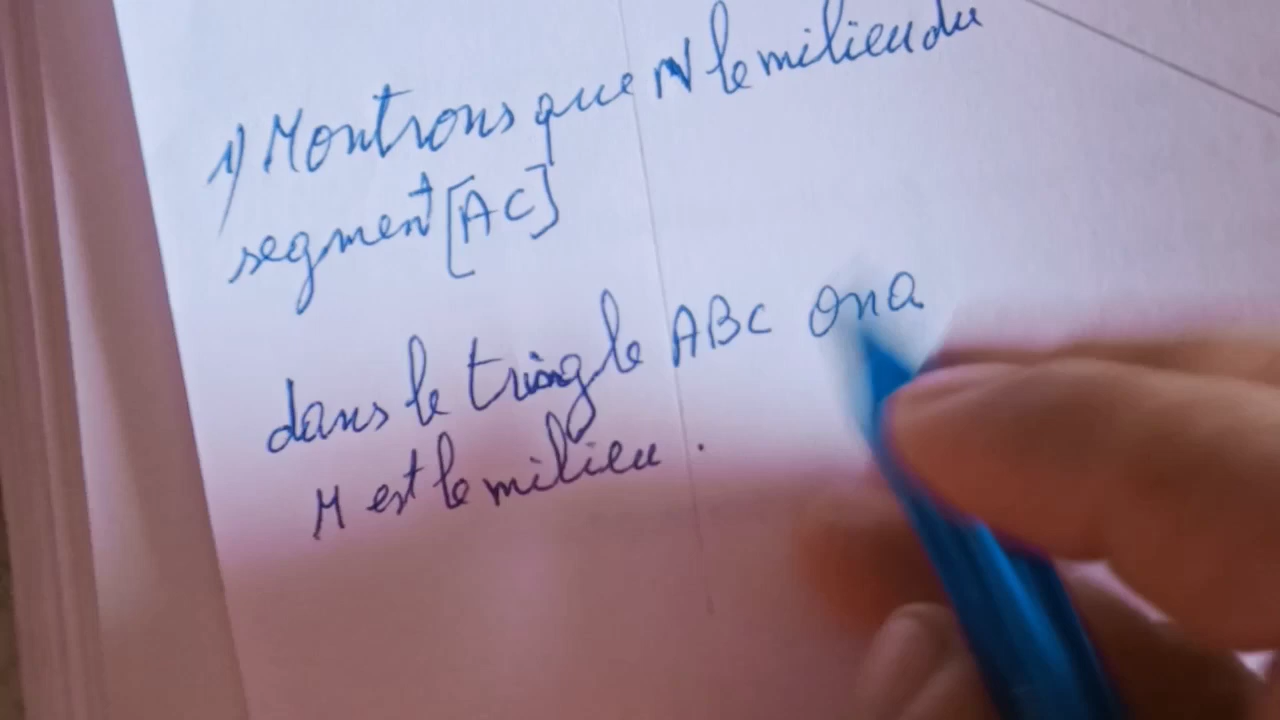 1) Montrons que N le milieu du
segment [AC]
dans le triangle ABC on a
M est le milieu .